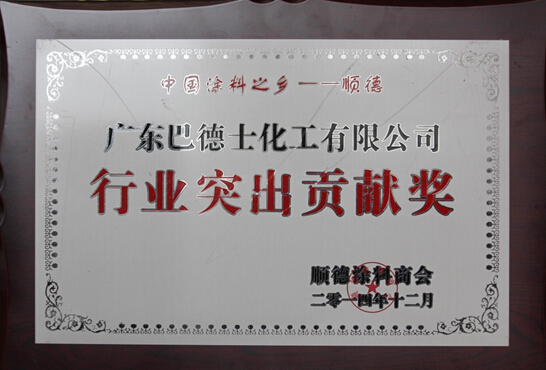 中国涂料之乡——顺德
广东巴德士化工有限公司
行业突出贡献奖
顺德涂料商会
二零一四年十二月